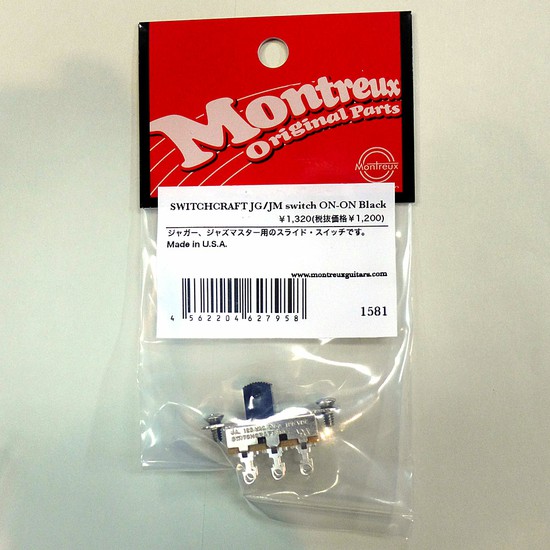 Montreux
Original Parts
Montreux
SWITCHCRAFT JG/JM switch ON-ON Black
￥1,320(税抜価格￥1,200)
ジャガー、ジャズマスター用のスライド・スイッチです。
Made in U.S.A.
www.montreuxguitars.com
4 562204 627958
1581